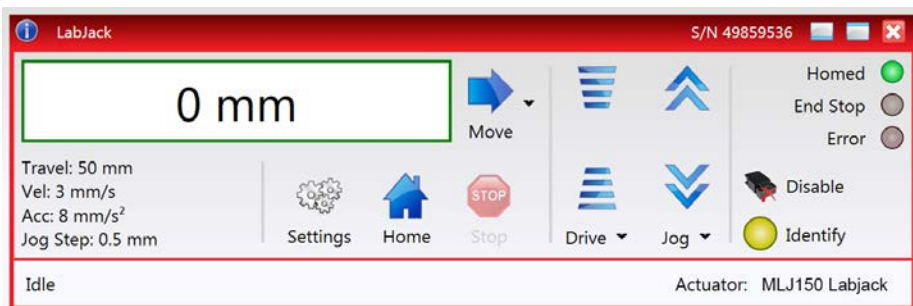 LabJack
S/N 49859536
0 mm
Move
Homed
End Stop
Error
Travel: 50 mm
Vel: 3 mm/s
Acc: 8 mm/s²
Jog Step: 0.5 mm
Settings
Home
STOP
Stop
Drive
Jog
Disable
Identify
Idle
Actuator: MLJ150 Labjack